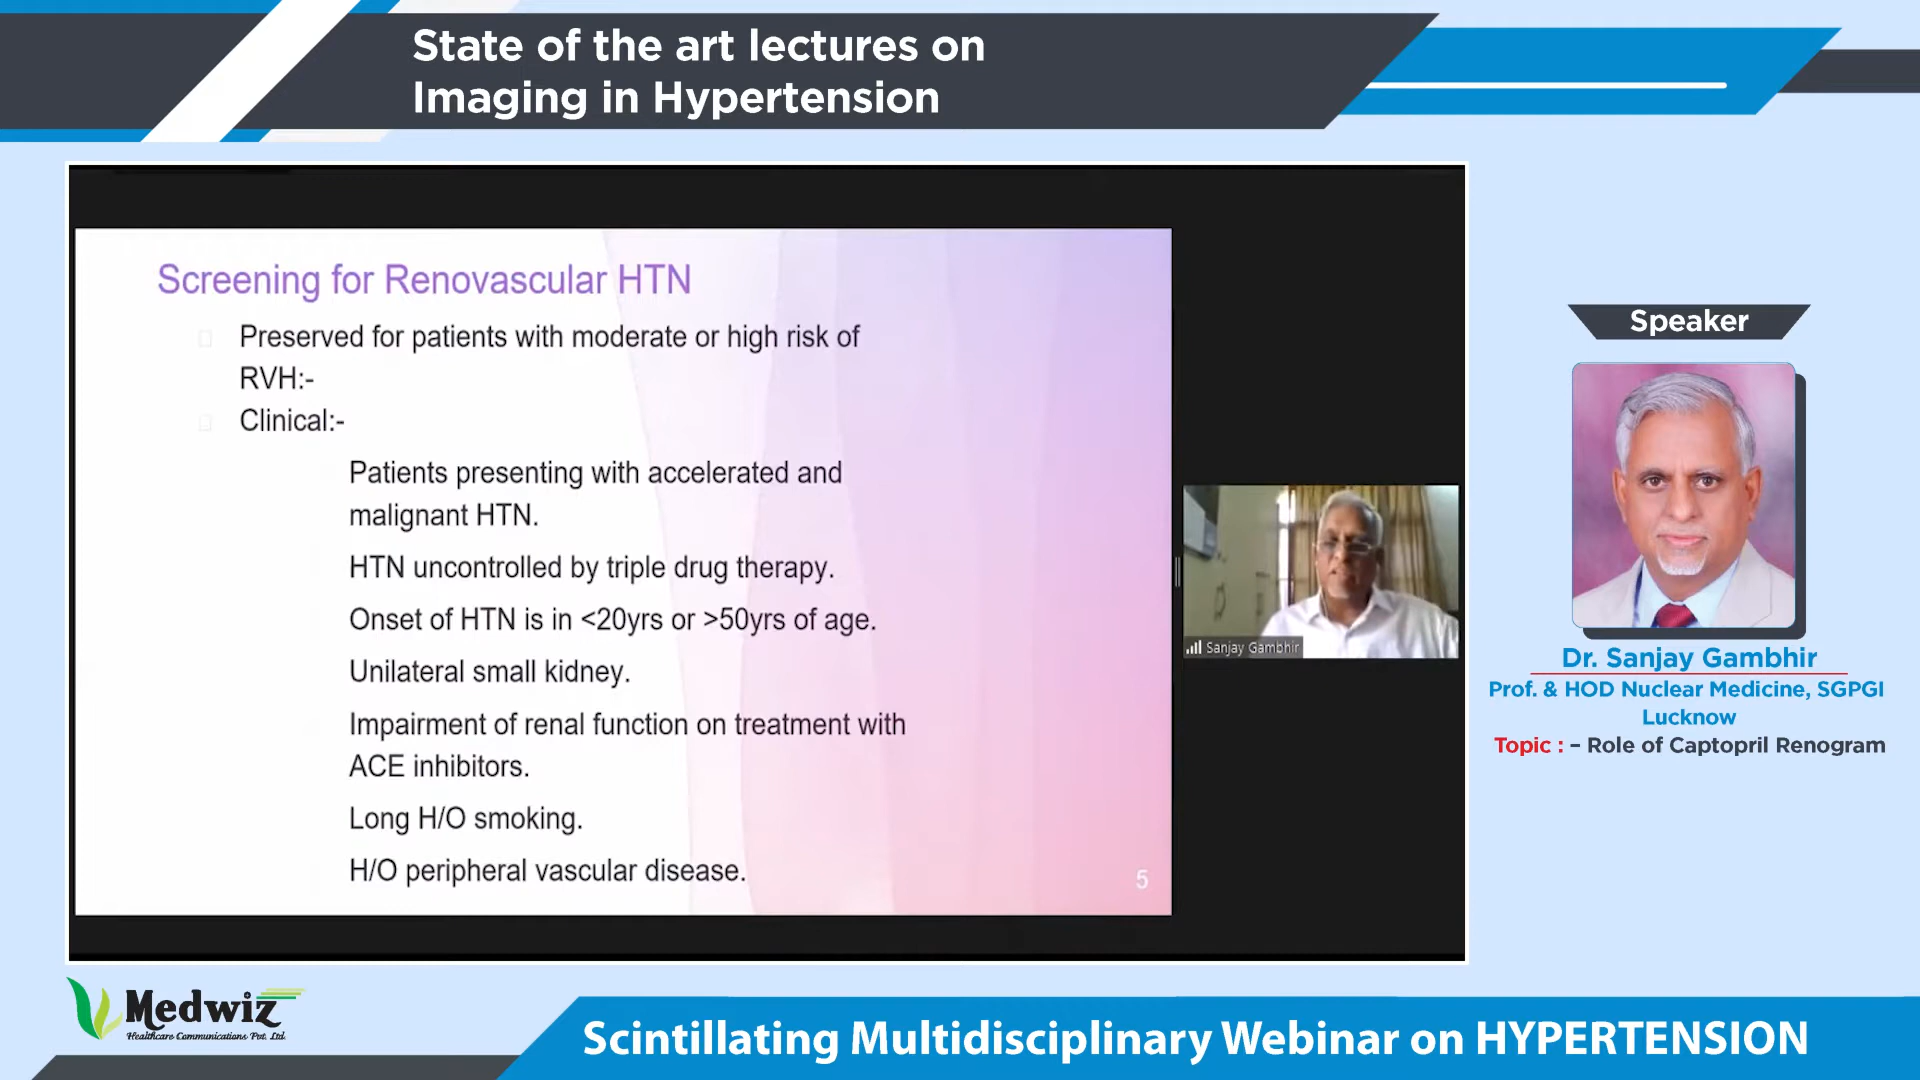 State of the art lectures on
Imaging in Hypertension
Screening for Renovascular HTN
Preserved for patients with moderate or high risk of
RVH:-
Clinical:-
Patients presenting with accelerated and
malignant HTN.
HTN uncontrolled by triple drug therapy.
Onset of HTN is in <20yrs or >50yrs of age.
Unilateral small kidney.
Impairment of renal function on treatment with
ACE inhibitors.
Long H/O smoking.
H/O peripheral vascular disease.
5
Sanjay Gambhir
Speaker
Dr. Sanjay Gambhir
Prof. & HOD Nuclear Medicine, SGPGI
Lucknow
Topic : – Role of Captopril Renogram
Medwiz
Healthcare Communications Pvt. Ltd.
Scintillating Multidisciplinary Webinar on HYPERTENSION